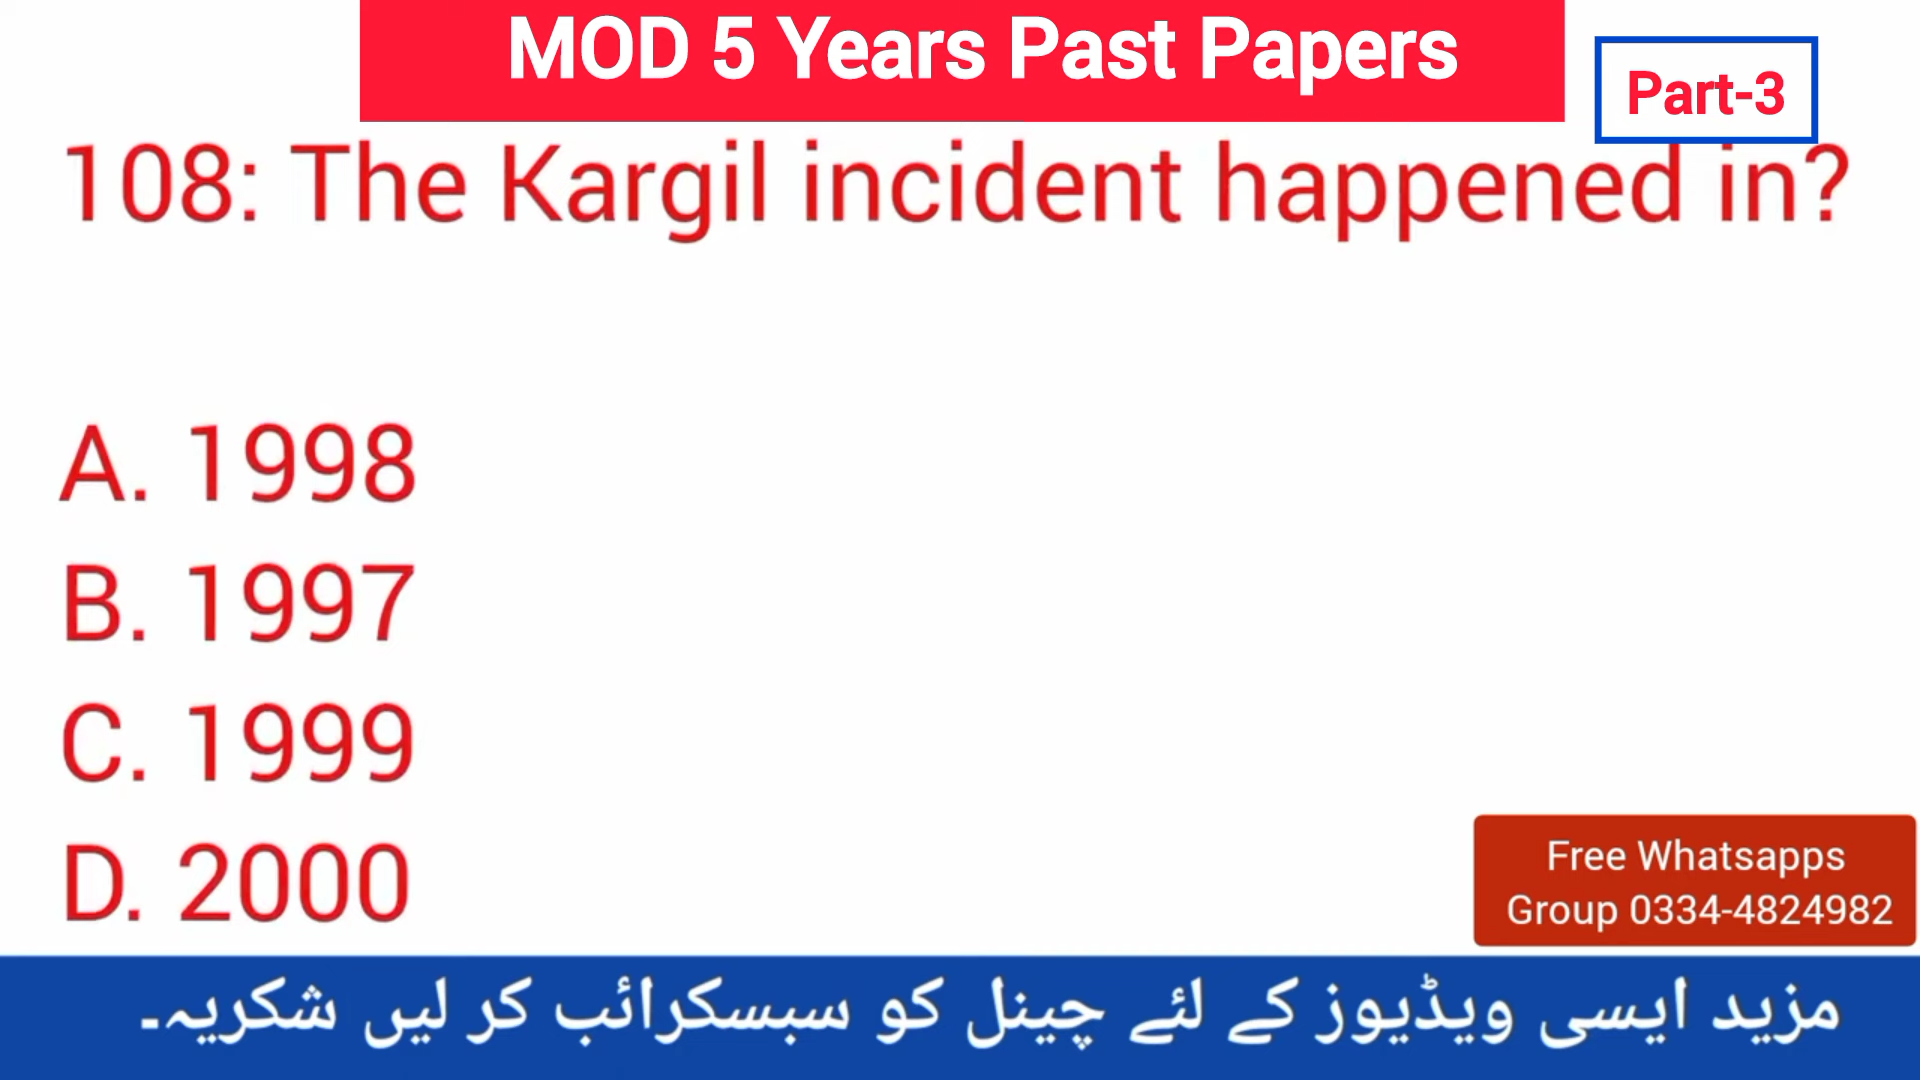 MOD 5 Years Past Papers
Part-3
108: The Kargil incident happened in?
A. 1998
B. 1997
C. 1999
D. 2000
Free Whatsapps
Group 0334-4824982
مزید ایسی ویڈیوز کے لئے چینل کو سبسکرائب کر لیں شکریہ۔